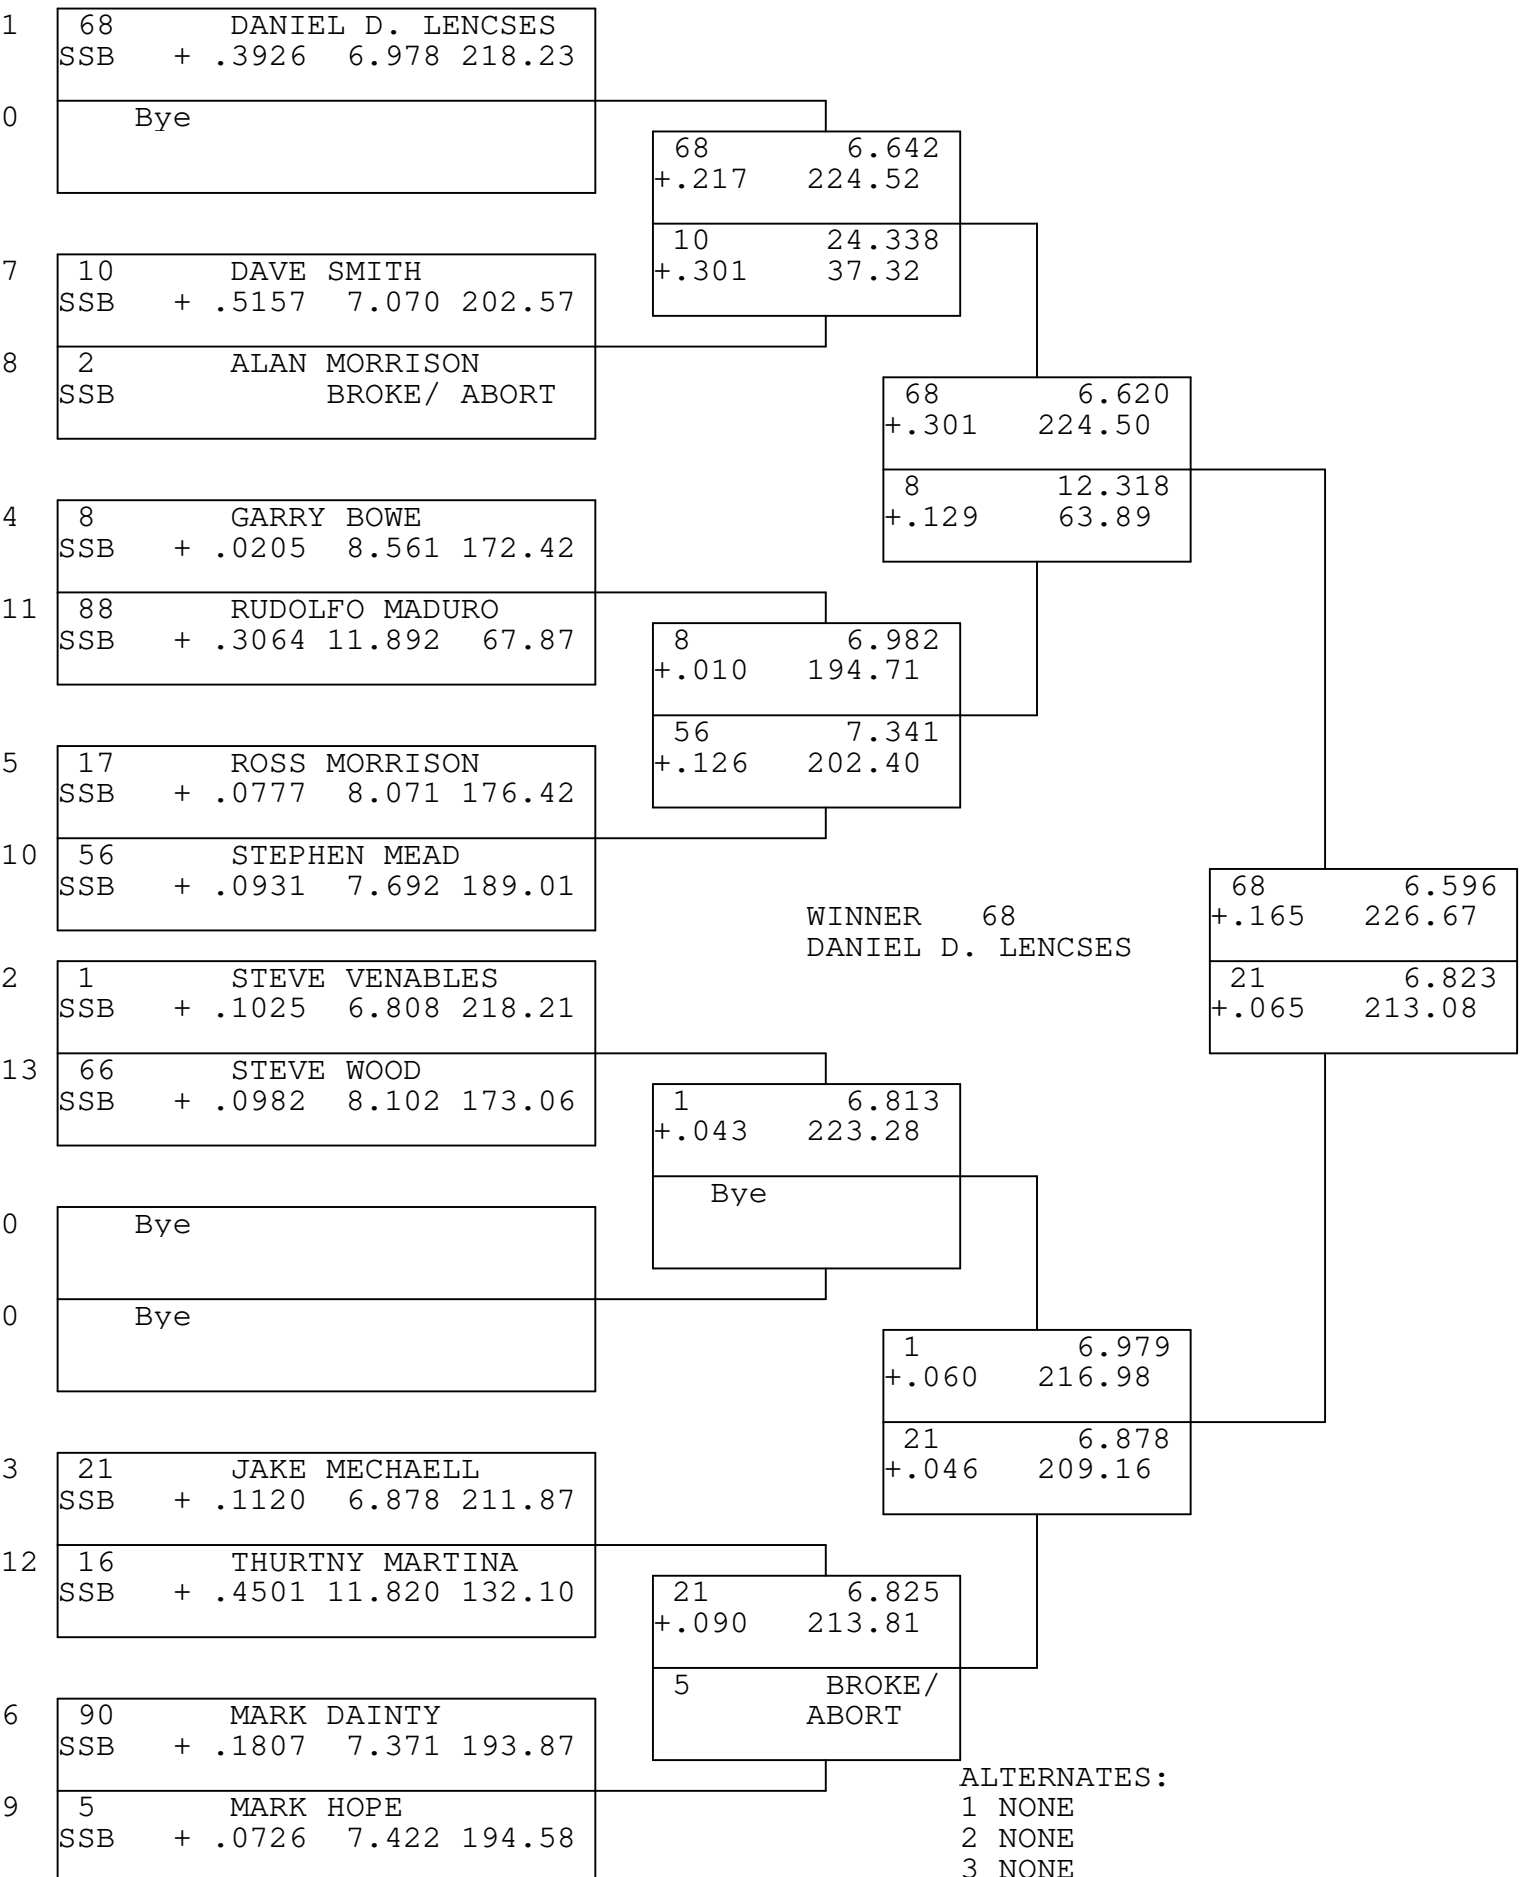 1 68 DANIEL D. LENCSES
SSB + .3926 6.978 218.23
0 Bye
7 10 DAVE SMITH
SSB + .5157 7.070 202.57
8 2 ALAN MORRISON
SSB BROKE/ ABORT
4 8 GARRY BOWE
SSB + .0205 8.561 172.42
11 88 RUDOLFO MADURO
SSB + .3064 11.892 67.87
5 17 ROSS MORRISON
SSB + .0777 8.071 176.42
10 56 STEPHEN MEAD
SSB + .0931 7.692 189.01
2 1 STEVE VENABLES
SSB + .1025 6.808 218.21
13 66 STEVE WOOD
SSB + .0982 8.102 173.06
0 Bye
0 Bye
3 21 JAKE MECHAELL
SSB + .1120 6.878 211.87
12 16 THURTNY MARTINA
SSB + .4501 11.820 132.10
6 90 MARK DAINTY
SSB + .1807 7.371 193.87
9 5 MARK HOPE
SSB + .0726 7.422 194.58
68 6.642
+.217 224.52
10 24.338
+.301 37.32
8 6.982
+.010 194.71
56 7.341
+.126 202.40
1 6.813
+.043 223.28
Bye
21 6.825
+.090 213.81
5 BROKE/
ABORT
68 6.620
+.301 224.50
8 12.318
+.129 63.89
1 6.979
+.060 216.98
21 6.878
+.046 209.16
68 6.596
+.165 226.67
21 6.823
+.065 213.08
WINNER 68
DANIEL D. LENCSES
ALTERNATES:
1 NONE
2 NONE
3 NONE